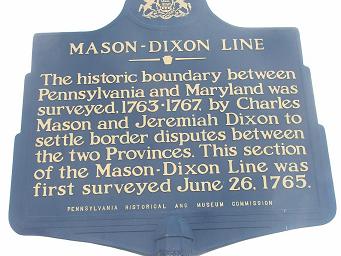 MASON-DIXON LINE
The historic boundary between
Pennsylvania and Maryland was
surveyed, 1763-1767, by Charles
Mason and Jeremiah Dixon to
settle border disputes between
the two Provinces. This section
of the Mason-Dixon Line was
first surveyed June 26, 1765.
PENNSYLVANIA HISTORICAL AND MUSEUM COMMISSION